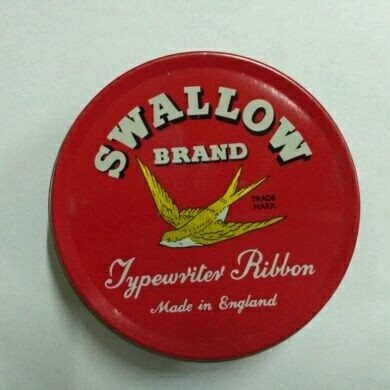 SWALLOW
BRAND
TRADE
MARK
Typewriter Ribbon
Made in England